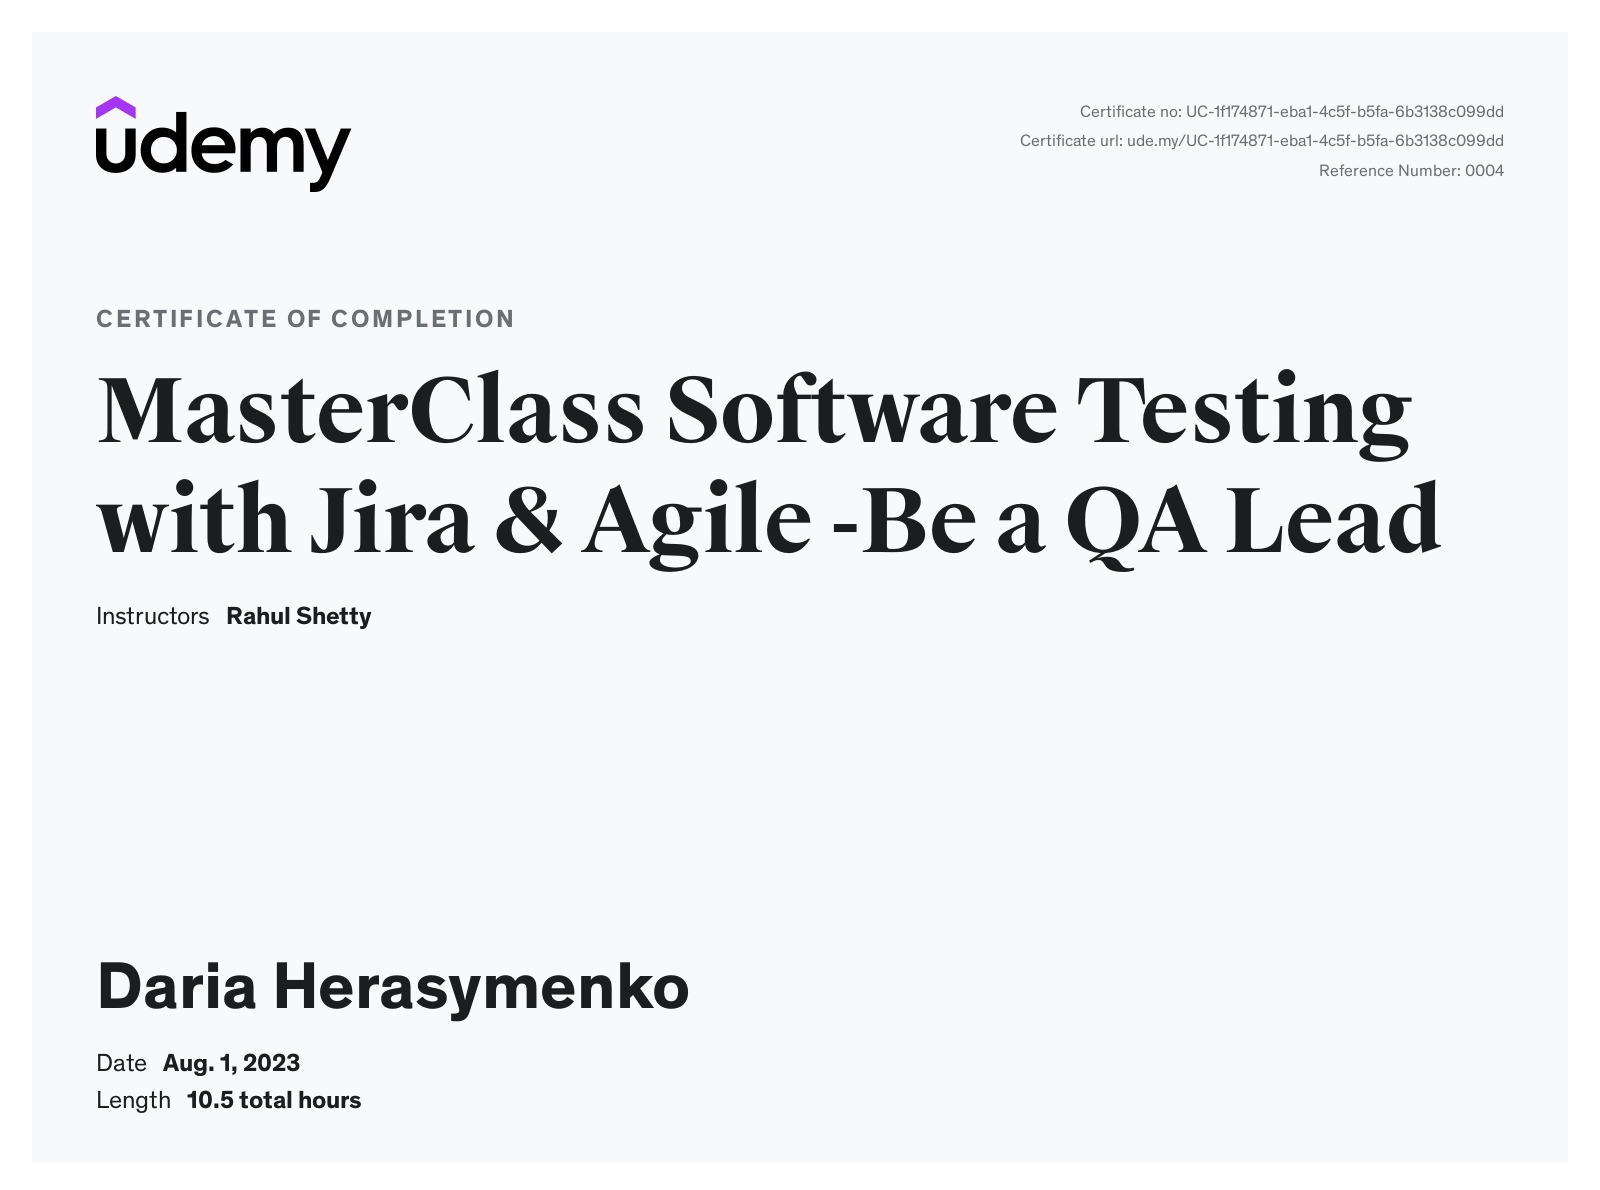 udemy
Certificate no: UC-1f174871-eba1-4c5f-b5fa-6b3138c099dd
Certificate url: ude.my/UC-1f174871-eba1-4c5f-b5fa-6b3138c099dd
Reference Number: 0004
CERTIFICATE OF COMPLETION
MasterClass Software Testing
with Jira & Agile -Be a QA Lead
Instructors Rahul Shetty
Daria Herasymenko
Date Aug. 1, 2023
Length 10.5 total hours